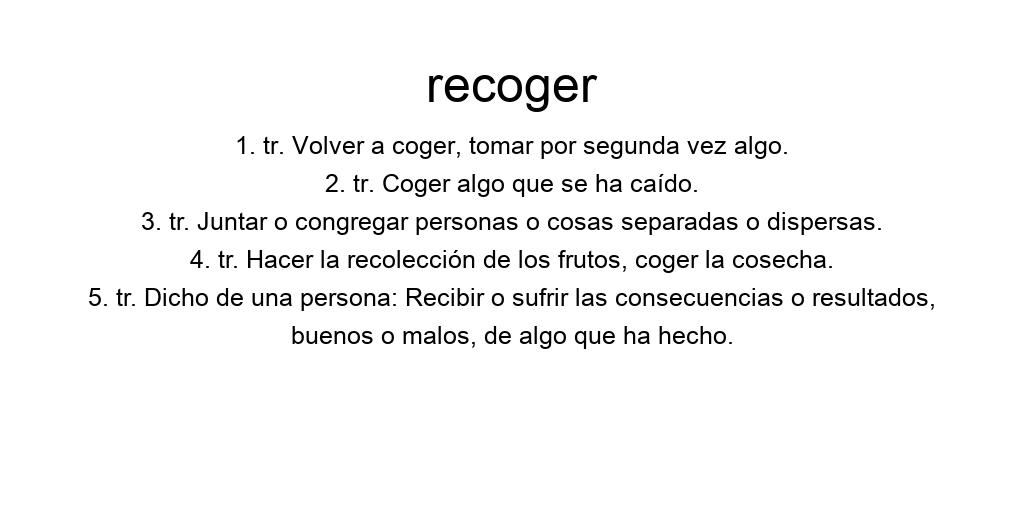 recoger
1. tr. Volver a coger, tomar por segunda vez algo.
2. tr. Coger algo que se ha caído.
3. tr. Juntar o congregar personas o cosas separadas o dispersas.
4. tr. Hacer la recolección de los frutos, coger la cosecha.
5. tr. Dicho de una persona: Recibir o sufrir las consecuencias o resultados,
buenos o malos, de algo que ha hecho.